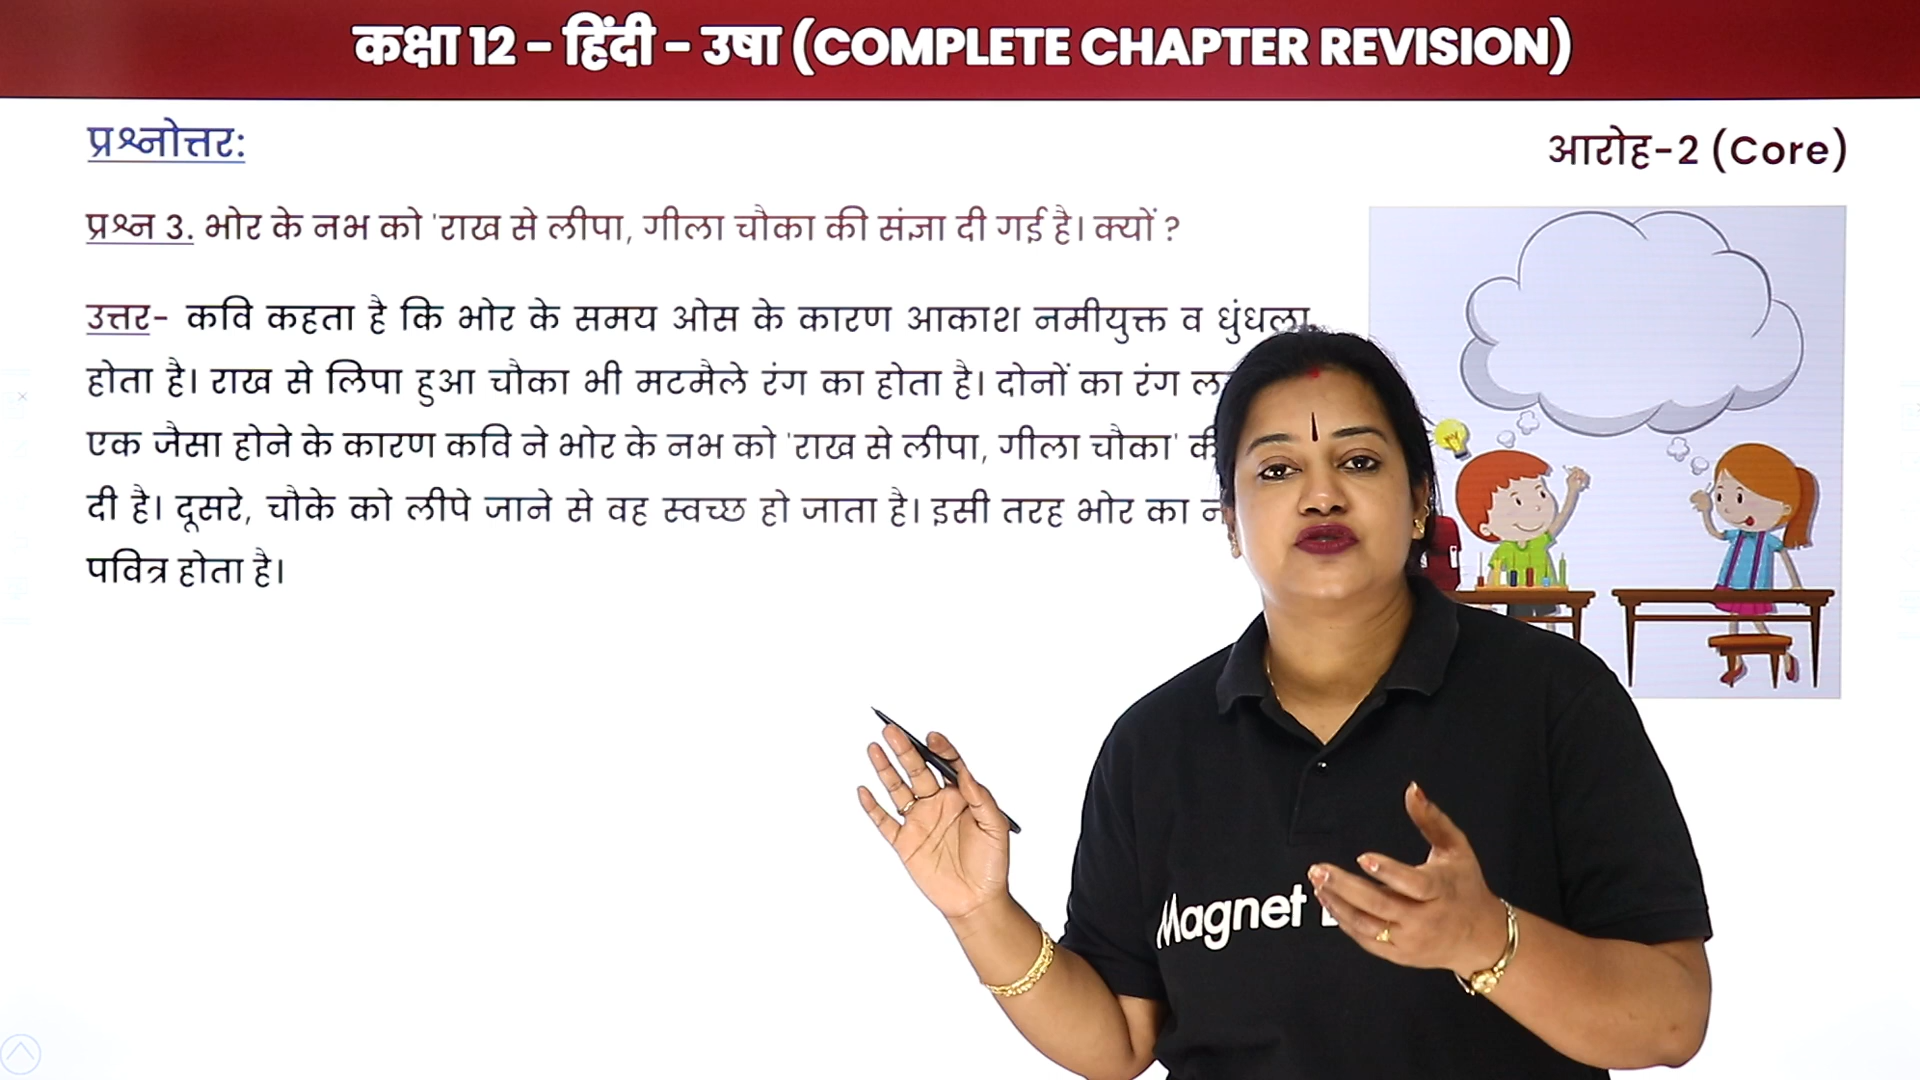 कक्षा 12 - हिंदी - उषा (COMPLETE CHAPTER REVISION)
प्रश्नोत्तर:
आरोह-2 (Core)
प्रश्न 3. भोर के नभ को 'राख से लीपा, गीला चौका की संज्ञा दी गई है। क्यों ?
उत्तर- कवि कहता है कि भोर के समय ओस के कारण आकाश नमीयुक्त व धुंधला
होता है। राख से लिपा हुआ चौका भी मटमैले रंग का होता है। दोनों का रंग
एक जैसा होने के कारण कवि ने भोर के नभ को 'राख से लीपा, गीला चौका'
दी है। दूसरे, चौके को लीपे जाने से वह स्वच्छ हो जाता है। इसी तरह भोर का
पवित्र होता है।
Magnet